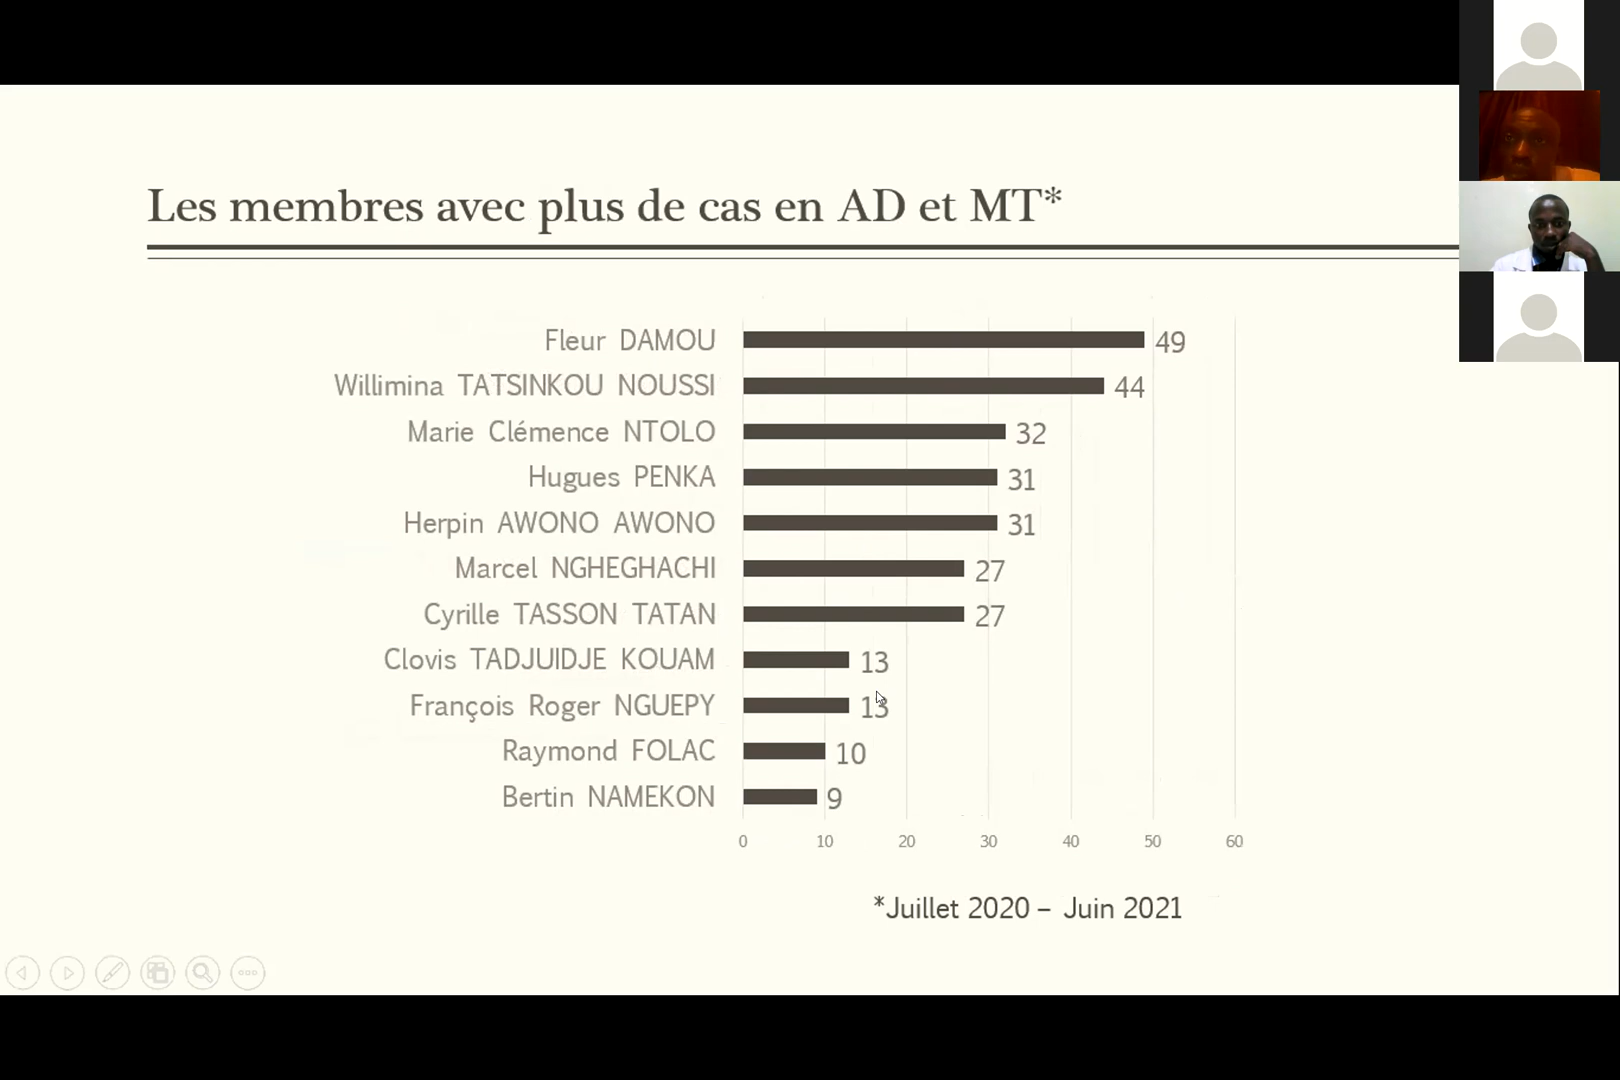 Les membres avec plus de cas en AD et MT*
Fleur DAMOU 49
Willimina TATSINKOU NOUSSI 44
Marie Clémence NTOLO 32
Hugues PENKA 31
Herpin AWONO AWONO 31
Marcel NGHEGHACHI 27
Cyrille TASSON TATAN 27
Clovis TADJUIDJE KOUAM 13
François Roger NGUEPY 13
Raymond FOLAC 10
Bertin NAMEKON 9
0 10 20 30 40 50 60
*Juillet 2020 – Juin 2021